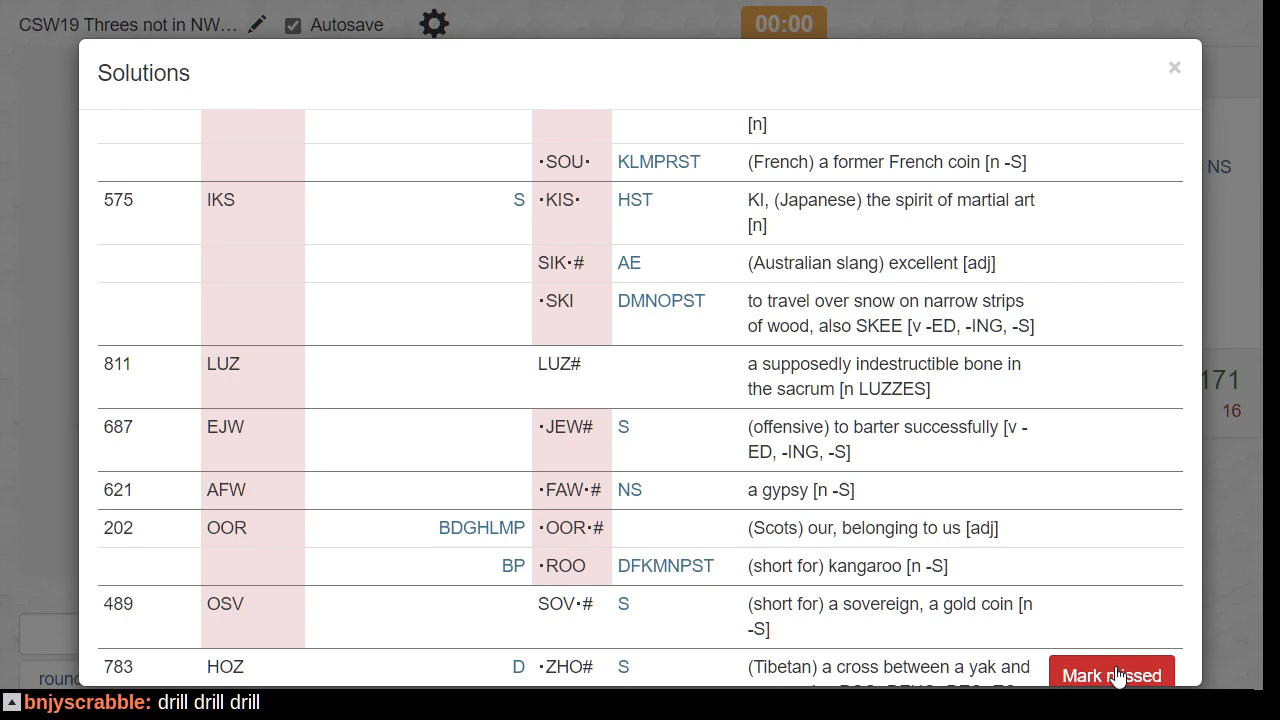 CSW19 Threes not in NW... Autosave 00:00
Solutions ×
[n]
·SOU· KLMPRST (French) a former French coin [n -S]
575 IKS S ·KIS· HST KI, (Japanese) the spirit of martial art
[n]
SIK·# AE (Australian slang) excellent [adj]
·SKI DMNOPST to travel over snow on narrow strips
of wood, also SKEE [v -ED, -ING, -S]
811 LUZ LUZ# a supposedly indestructible bone in
the sacrum [n LUZZES]
687 EJW ·JEW# S (offensive) to barter successfully [v -
ED, -ING, -S]
621 AFW ·FAW·# NS a gypsy [n -S]
202 OOR BDGHLMP ·OOR·# (Scots) our, belonging to us [adj]
BP ·ROO DFKMNPST (short for) kangaroo [n -S]
489 OSV SOV·# S (short for) a sovereign, a gold coin [n
-S]
783 HOZ D ·ZHO# S (Tibetan) a cross between a yak and
Mark missed
NS
171
16
round
bnjyscrabble: drill drill drill